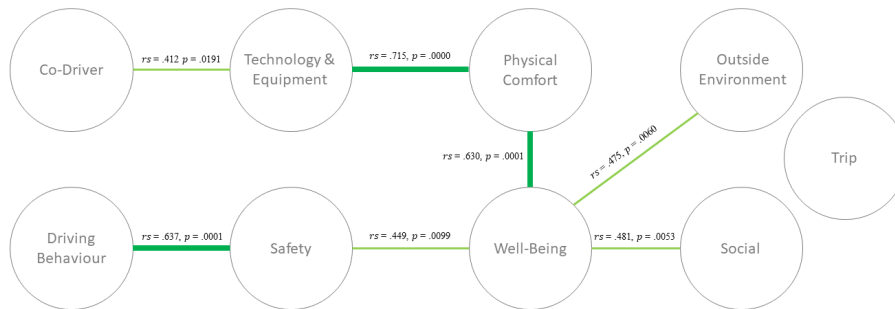 Co-Driver
rs = .412 p = .0191
Technology &
Equipment
rs = .715, p = .0000
Physical
Comfort
Outside
Environment
Trip
rs = .630, p = .0001
rs = .475, p = .0060
Driving
Behaviour
rs = .637, p = .0001
Safety
rs = .449, p = .0099
Well-Being
rs = .481, p = .0053
Social